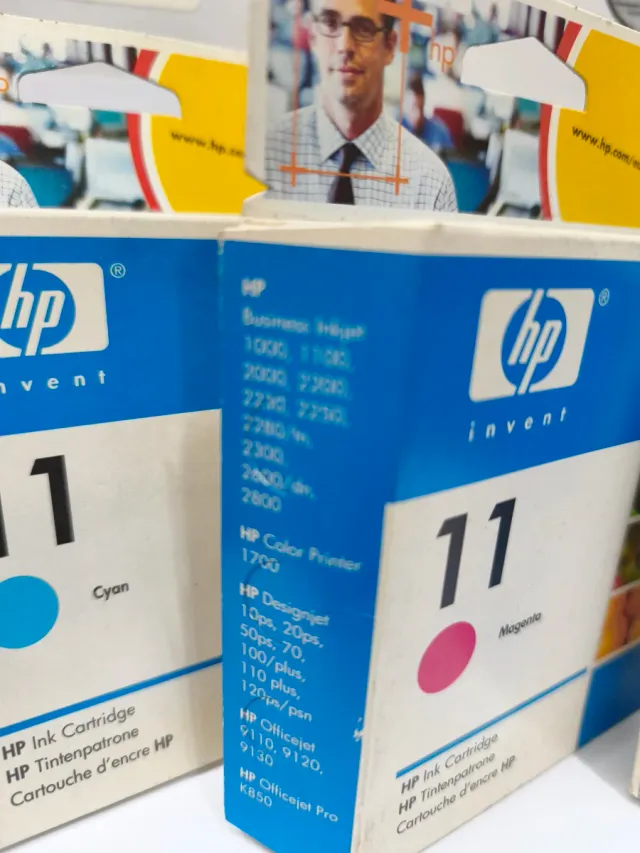 www.hp.co
hp
invent
11
Cyan
HP Ink Cartridge
HP Tintenpatrone
Cartouche d'encre HP
hp
www.hp.com/
HP
Business Inkjet
1000, 1100,
2000, 2200,
2230, 2250,
2280/tn,
2300,
2600/dn,
2800
HP Color Printer
1700
HP Designjet
10ps, 20ps,
50ps, 70,
100/plus,
110 plus,
120ps/psn
HP Officejet
9110, 9120,
9130
HP Officejet Pro
K850
hp
invent
11
Magenta
HP Ink Cartridge
HP Tintenpatrone
Cartouche d'encre HP